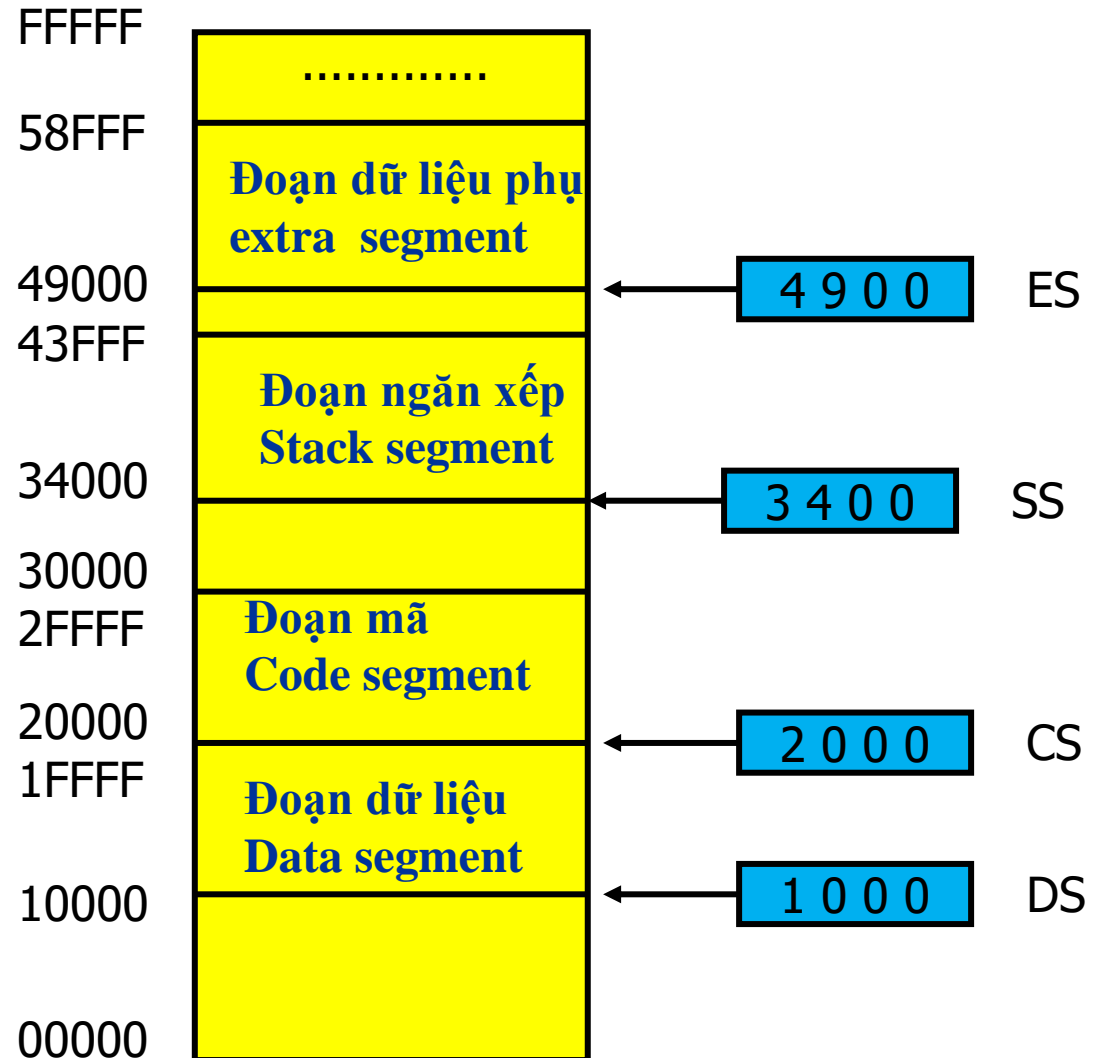 FFFFF
.............
58FFF
Đoạn dữ liệu phụ
extra segment
49000
4 9 0 0 ES
43FFF
Đoạn ngăn xếp
Stack segment
34000
3 4 0 0 SS
30000
2FFFF
Đoạn mã
Code segment
20000
2 0 0 0 CS
1FFFF
Đoạn dữ liệu
Data segment
10000
1 0 0 0 DS
00000